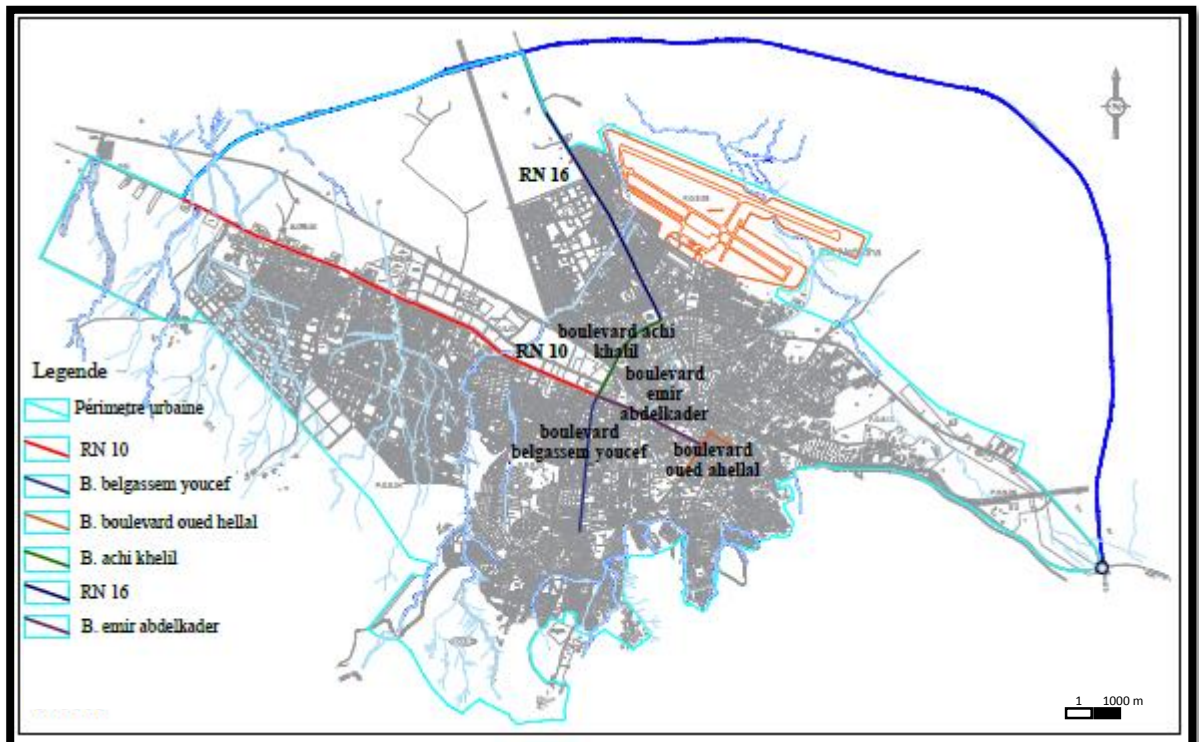 RN 16
boulevard achi
khalil
RN 10
boulevard
emir
abdelkader
boulevard
belgassem youcef
boulevard
oued ahellal
Legende
Périmetre urbaine
RN 10
B. belgassem youcef
B. boulevard oued hellal
B. achi khelil
RN 16
B. emir abdelkader
N
1 1000 m